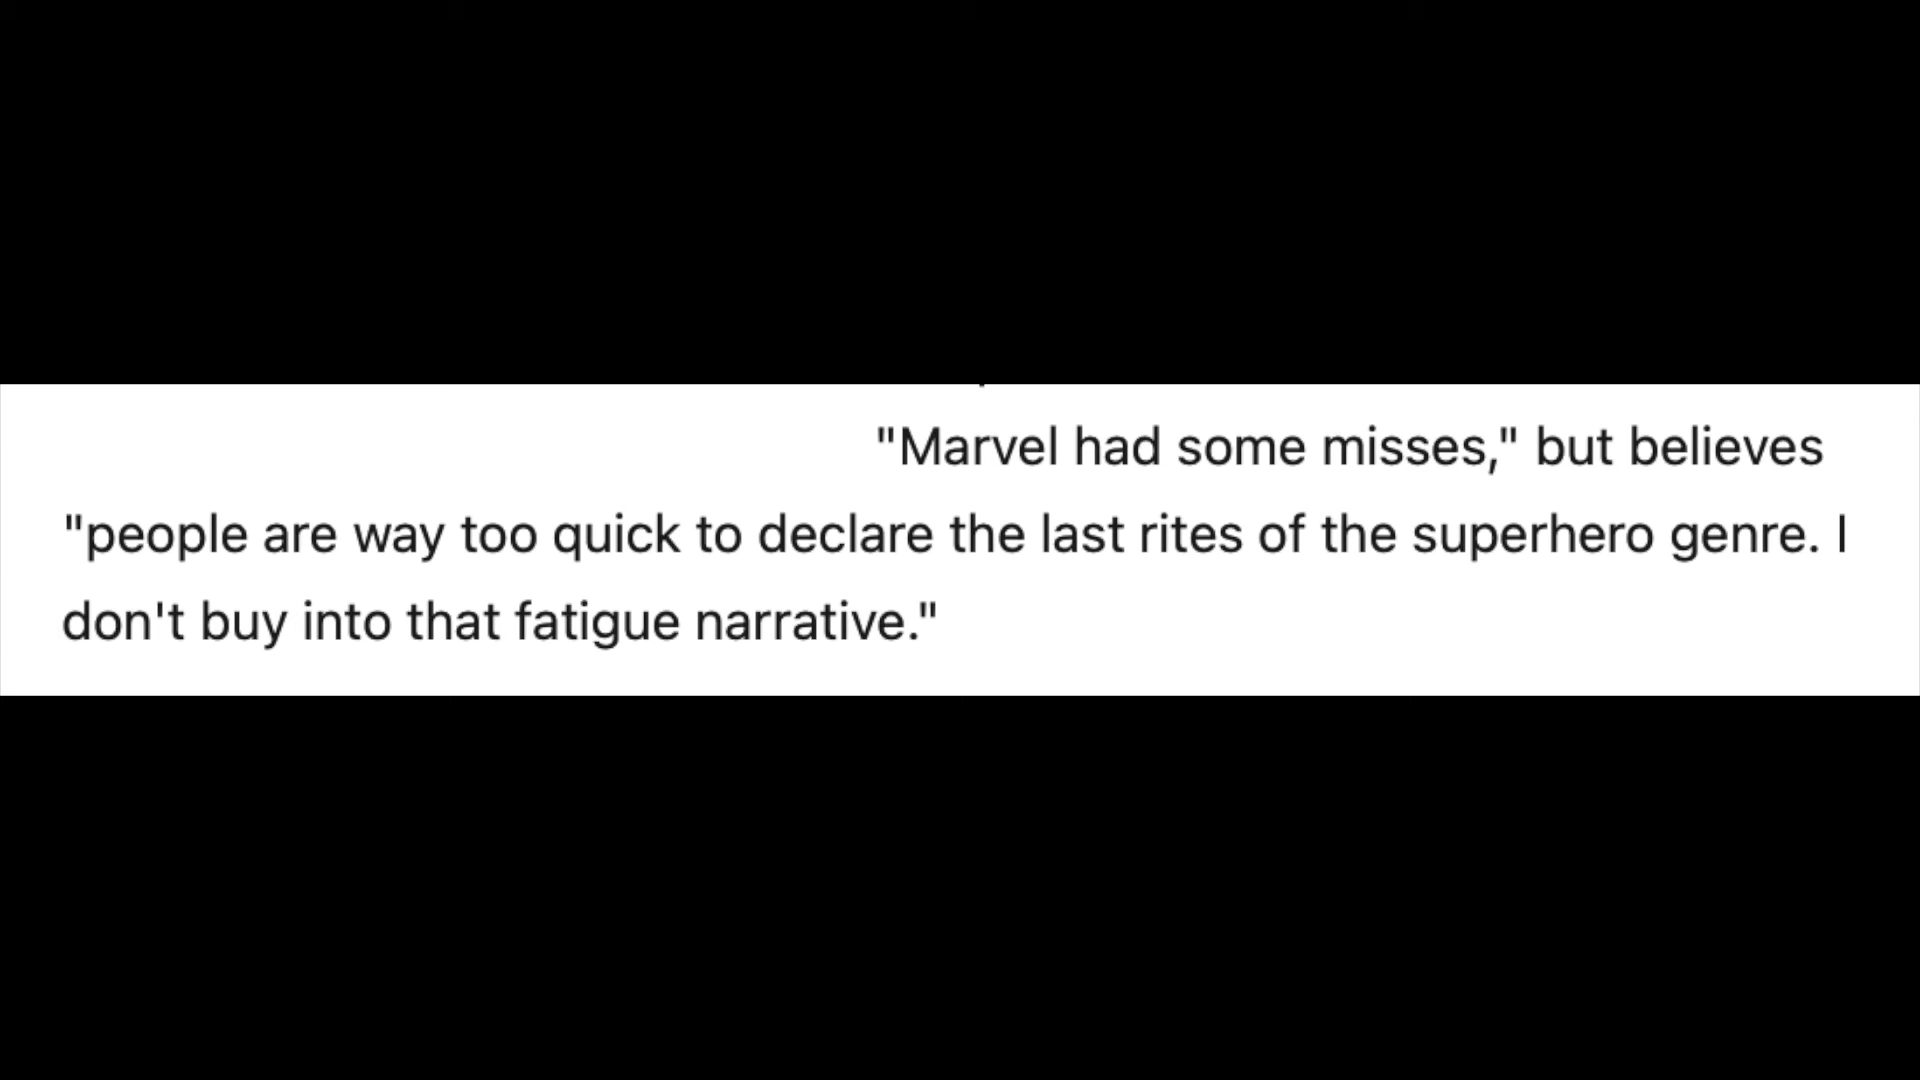 "Marvel had some misses," but believes
"people are way too quick to declare the last rites of the superhero genre. I
don't buy into that fatigue narrative."